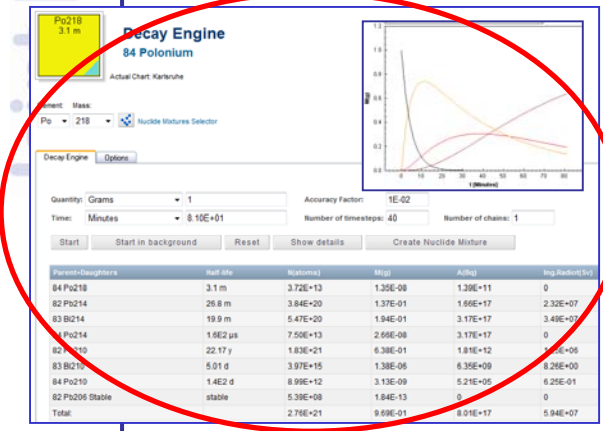 Po218
3.1 m
Decay Engine
84 Polonium
Actual Chart: Karlsruhe
Mass:
Po 218 Nuclide Mixtures Selector
Decay Engine Options
Quantity: Grams 1 Accuracy Factor: 1E-02
Time: Minutes 8.10E+01 Number of timesteps: 40 Number of chains: 1
Start Start in background Reset Show details Create Nuclide Mixture
Parent+Daughters Half-life N(atoms) M(g) A(Bq) Ing.Radiot(Sv)
84 Po218 3.1 m 3.72E+13 1.35E-08 1.39E+11 0
82 Pb214 26.8 m 3.84E+20 1.37E-01 1.66E+17 2.32E+07
83 Bi214 19.9 m 5.47E+20 1.94E-01 3.17E+17 3.49E+07
Po214 1.6E2 µs 7.50E+13 2.66E-08 3.17E+17 0
82 22.17 y 1.83E+21 6.38E-01 1.81E+12
83 Bi210 5.01 d 3.97E+15 1.38E-06 6.35E+09 8.26E+00
84 Po210 1.4E2 d 8.99E+12 3.13E-09 5.21E+05 6.25E-01
82 Pb206 Stable stable 5.39E+08 1.84E-13 0 0
Total: 2.76E+21 9.69E-01 8.01E+17 5.94E+07
1.2
1.0
0.8
0.6
0.4
0.2
0.0
M(g)
0 10 20 30 40 50 60 70 80
t (Minutes)